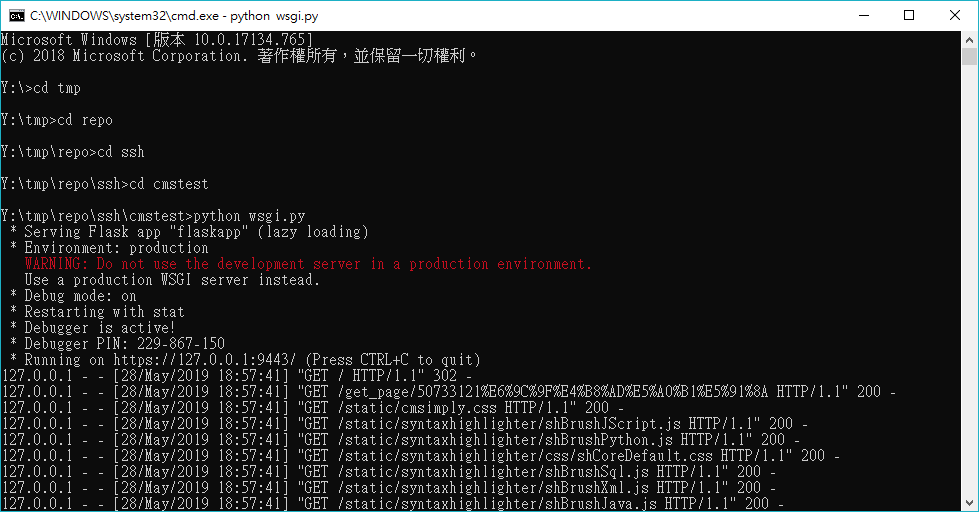 C:\WINDOWS\system32\cmd.exe - python wsgi.py
Microsoft Windows [版本 10.0.17134.765]
(c) 2018 Microsoft Corporation. 著作權所有，並保留一切權利。
Y:\>cd tmp
Y:\tmp>cd repo
Y:\tmp\repo>cd ssh
Y:\tmp\repo\ssh>cd cmstest
Y:\tmp\repo\ssh\cmstest>python wsgi.py
 * Serving Flask app "flaskapp" (lazy loading)
 * Environment: production
   WARNING: Do not use the development server in a production environment.
   Use a production WSGI server instead.
 * Debug mode: on
 * Restarting with stat
 * Debugger is active!
 * Debugger PIN: 229-867-150
 * Running on https://127.0.0.1:9443/ (Press CTRL+C to quit)
127.0.0.1 - - [28/May/2019 18:57:41] "GET / HTTP/1.1" 302 -
127.0.0.1 - - [28/May/2019 18:57:41] "GET /get_page/50733121%E6%9C%9F%E4%B8%AD%E5%A0%B1%E5%91%8A HTTP/1.1" 200 -
127.0.0.1 - - [28/May/2019 18:57:41] "GET /static/cmsimply.css HTTP/1.1" 200 -
127.0.0.1 - - [28/May/2019 18:57:41] "GET /static/syntaxhighlighter/shBrushJScript.js HTTP/1.1" 200 -
127.0.0.1 - - [28/May/2019 18:57:41] "GET /static/syntaxhighlighter/shBrushPython.js HTTP/1.1" 200 -
127.0.0.1 - - [28/May/2019 18:57:41] "GET /static/syntaxhighlighter/css/shCoreDefault.css HTTP/1.1" 200 -
127.0.0.1 - - [28/May/2019 18:57:41] "GET /static/syntaxhighlighter/shBrushSql.js HTTP/1.1" 200 -
127.0.0.1 - - [28/May/2019 18:57:41] "GET /static/syntaxhighlighter/shBrushXml.js HTTP/1.1" 200 -
127.0.0.1 - - [28/May/2019 18:57:41] "GET /static/syntaxhighlighter/shBrushJava.js HTTP/1.1" 200 -